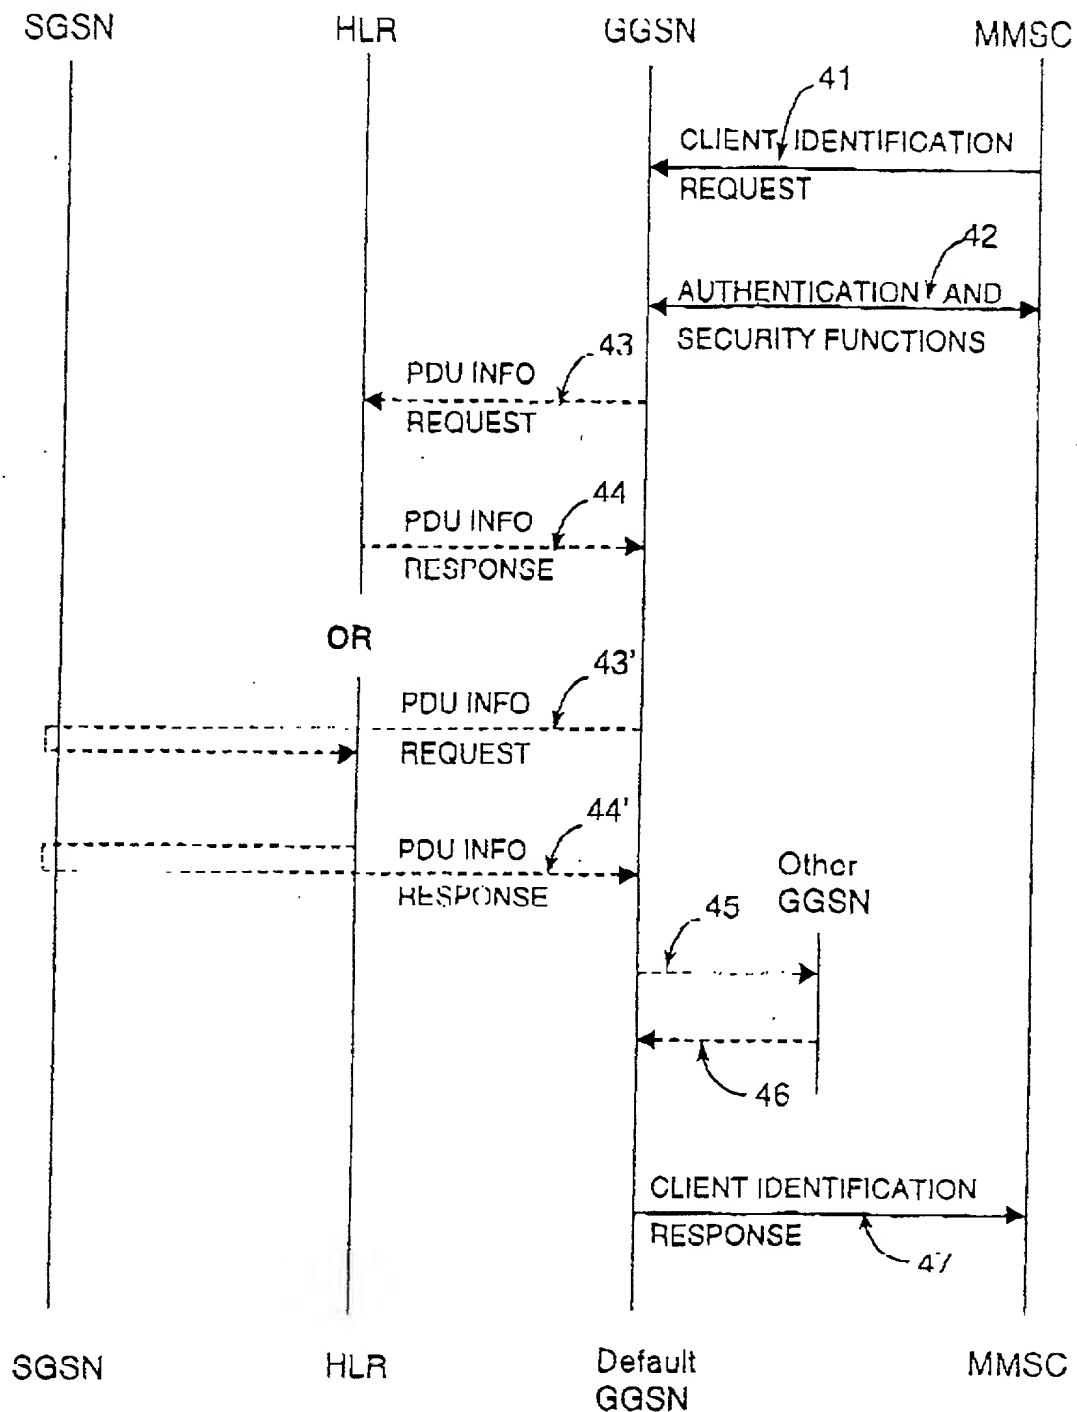 SGSN HLR GGSN MMSC
41
CLIENT IDENTIFICATION
REQUEST
42
AUTHENTICATION AND
SECURITY FUNCTIONS
43
PDU INFO
REQUEST
44
PDU INFO
RESPONSE
OR
43'
PDU INFO
REQUEST
44'
PDU INFO
RESPONSE
Other
GGSN
45
46
CLIENT IDENTIFICATION
RESPONSE
47
SGSN HLR Default MMSC
GGSN